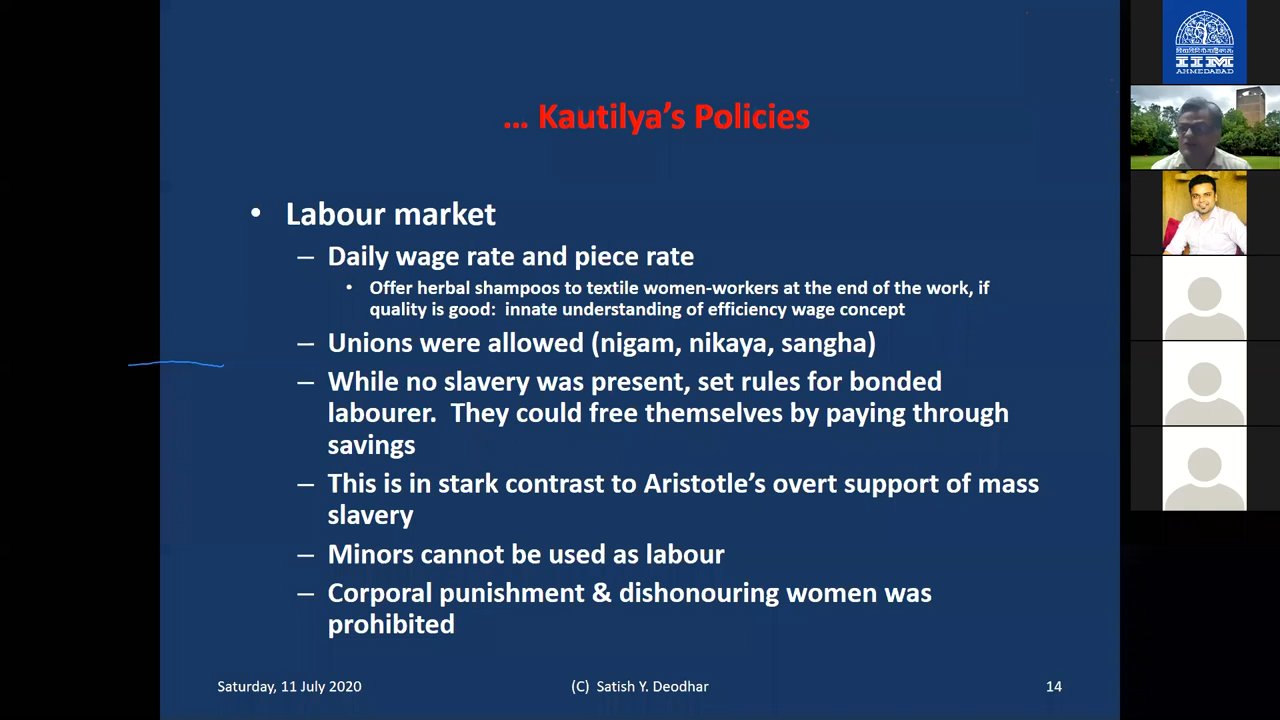 … Kautilya’s Policies
• Labour market
– Daily wage rate and piece rate
• Offer herbal shampoos to textile women-workers at the end of the work, if
quality is good:  innate understanding of efficiency wage concept
– Unions were allowed (nigam, nikaya, sangha)
– While no slavery was present, set rules for bonded
labourer.  They could free themselves by paying through
savings
– This is in stark contrast to Aristotle’s overt support of mass
slavery
– Minors cannot be used as labour
– Corporal punishment & dishonouring women was
prohibited
Saturday, 11 July 2020
(C)  Satish Y. Deodhar
14
IIM
AHMEDABAD